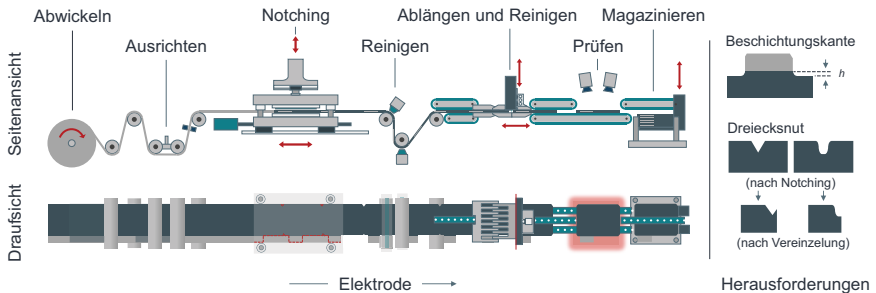 Abwickeln
Ausrichten
Notching
Reinigen
Ablängen und Reinigen
Prüfen
Magazinieren
Seitenansicht
Draufsicht
Elektrode
Beschichtungskante
h
Dreiecksnut
(nach Notching)
(nach Vereinzelung)
Herausforderungen